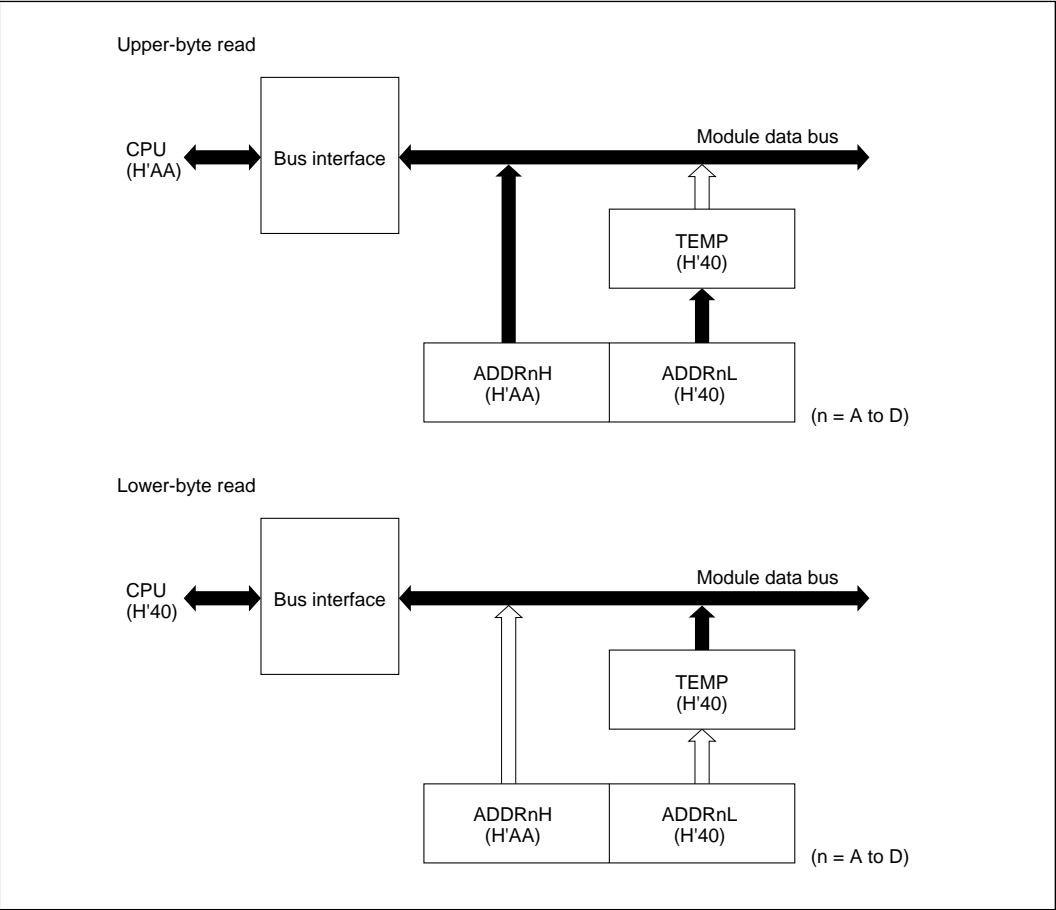 Upper-byte read
CPU
(H'AA)
Bus interface
Module data bus
TEMP
(H'40)
ADDRnH
(H'AA)
ADDRnL
(H'40)
(n = A to D)
Lower-byte read
CPU
(H'40)
Bus interface
Module data bus
TEMP
(H'40)
ADDRnH
(H'AA)
ADDRnL
(H'40)
(n = A to D)